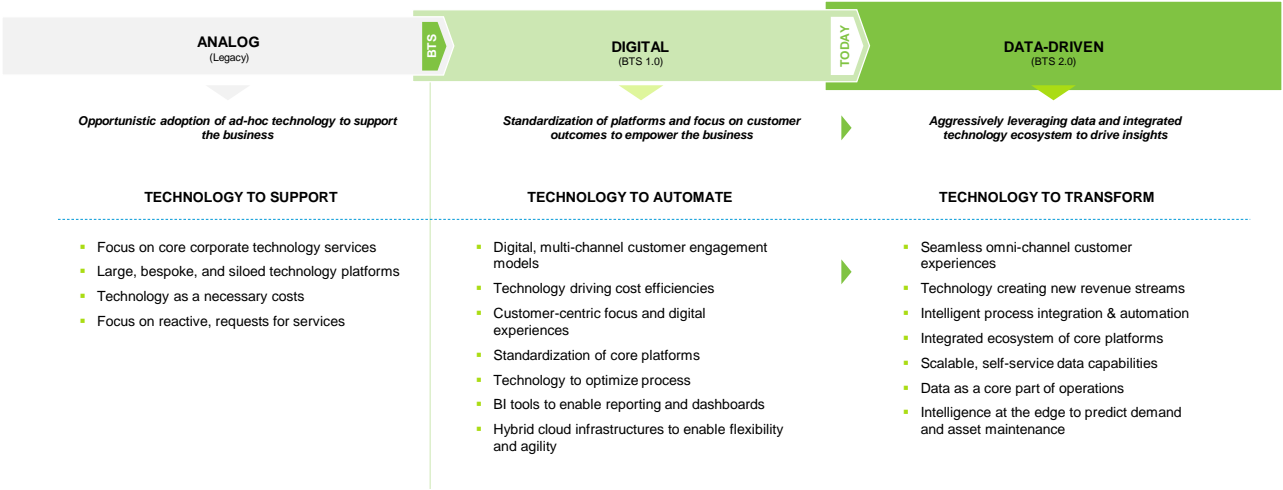 ANALOG
(Legacy)
BTS
DIGITAL
(BTS 1.0)
TODAY
DATA-DRIVEN
(BTS 2.0)
Opportunistic adoption of ad-hoc technology to support
the business
Standardization of platforms and focus on customer
outcomes to empower the business
Aggressively leveraging data and integrated
technology ecosystem to drive insights
TECHNOLOGY TO SUPPORT
TECHNOLOGY TO AUTOMATE
TECHNOLOGY TO TRANSFORM
Focus on core corporate technology services
Large, bespoke, and siloed technology platforms
Technology as a necessary costs
Focus on reactive, requests for services
Digital, multi-channel customer engagement
models
Technology driving cost efficiencies
Customer-centric focus and digital
experiences
Standardization of core platforms
Technology to optimize process
BI tools to enable reporting and dashboards
Hybrid cloud infrastructures to enable flexibility
and agility
Seamless omni-channel customer
experiences
Technology creating new revenue streams
Intelligent process integration & automation
Integrated ecosystem of core platforms
Scalable, self-service data capabilities
Data as a core part of operations
Intelligence at the edge to predict demand
and asset maintenance